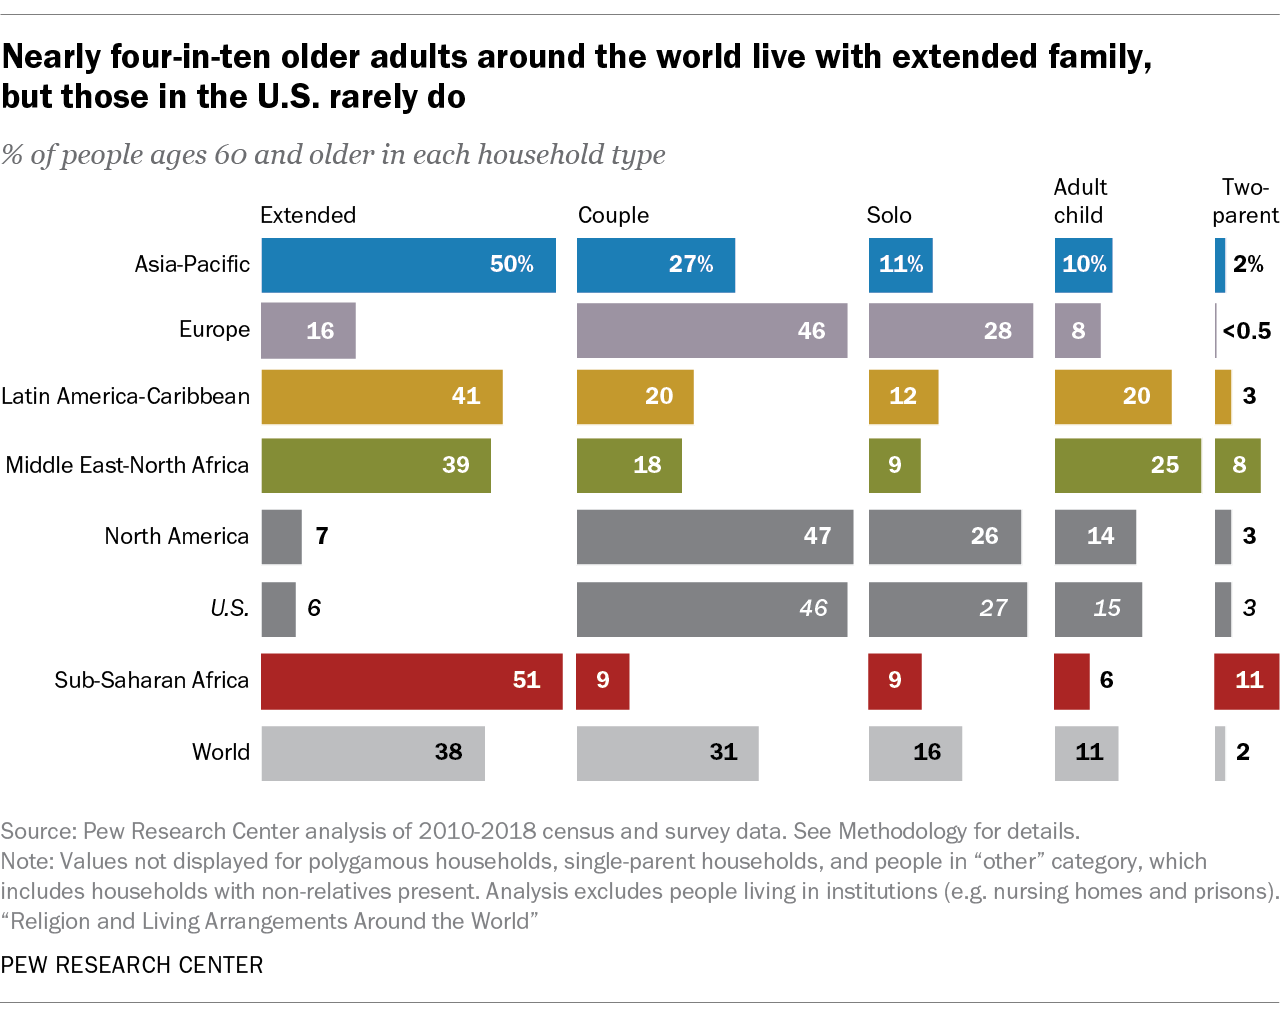 Nearly four-in-ten older adults around the world live with extended family,
but those in the U.S. rarely do
% of people ages 60 and older in each household type
Extended Couple Solo Adult child Two-parent
Asia-Pacific 50% 27% 11% 10% 2%
Europe 16 46 28 8 <0.5
Latin America-Caribbean 41 20 12 20 3
Middle East-North Africa 39 18 9 25 8
North America 7 47 26 14 3
U.S. 6 46 27 15 3
Sub-Saharan Africa 51 9 9 6 11
World 38 31 16 11 2
Source: Pew Research Center analysis of 2010-2018 census and survey data. See Methodology for details.
Note: Values not displayed for polygamous households, single-parent households, and people in “other” category, which
includes households with non-relatives present. Analysis excludes people living in institutions (e.g. nursing homes and prisons).
“Religion and Living Arrangements Around the World”
PEW RESEARCH CENTER